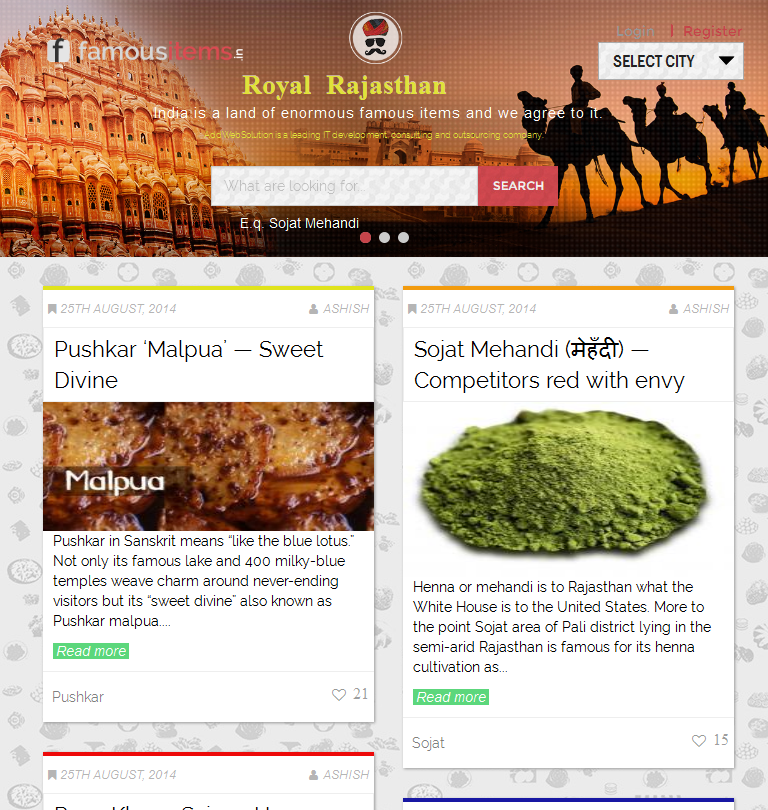 Login | Register
f famousitems.in
SELECT CITY
Royal Rajasthan
India is a land of enormous famous items and we agree to it.
"AddWebSolution is a leading IT development, consulting and outsourcing company."
What are looking for...
SEARCH
E.q. Sojat Mehandi
25TH AUGUST, 2014 ASHISH
Pushkar ‘Malpua’ — Sweet
Divine
Malpua
Pushkar in Sanskrit means “like the blue lotus.”
Not only its famous lake and 400 milky-blue
temples weave charm around never-ending
visitors but its “sweet divine” also known as
Pushkar malpua....
Read more
Pushkar 21
25TH AUGUST, 2014 ASHISH
25TH AUGUST, 2014 ASHISH
Sojat Mehandi (मेहँदी) —
Competitors red with envy
Henna or mehandi is to Rajasthan what the
White House is to the United States. More to
the point Sojat area of Pali district lying in the
semi-arid Rajasthan is famous for its henna
cultivation as...
Read more
Sojat 15